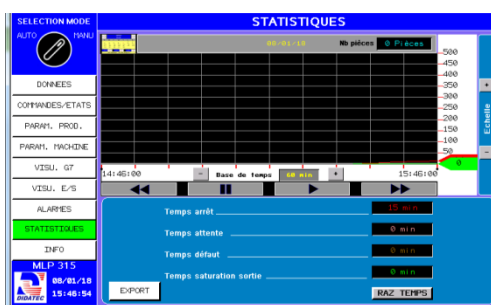 SELECTION MODE
STATISTIQUES
AUTO MANU
08/01/18 Nb pièces 0 Pièces
500
450
400
350
300
250
200
150
100
50
0
Echelle
+
-
DONNEES
COMMANDES/ETATS
PARAM. PROD.
PARAM. MACHINE
VISU. G7
VISU. E/S
ALARMES
STATISTIQUES
INFO
14:46:00 - Base de temps 60 min + 15:46:00
Temps arrêt 15 min
Temps attente 0 min
Temps défaut 0 min
Temps saturation sortie 0 min
EXPORT
RAZ TEMPS
MLP 315
DIDATEC
08/01/18
15:46:54